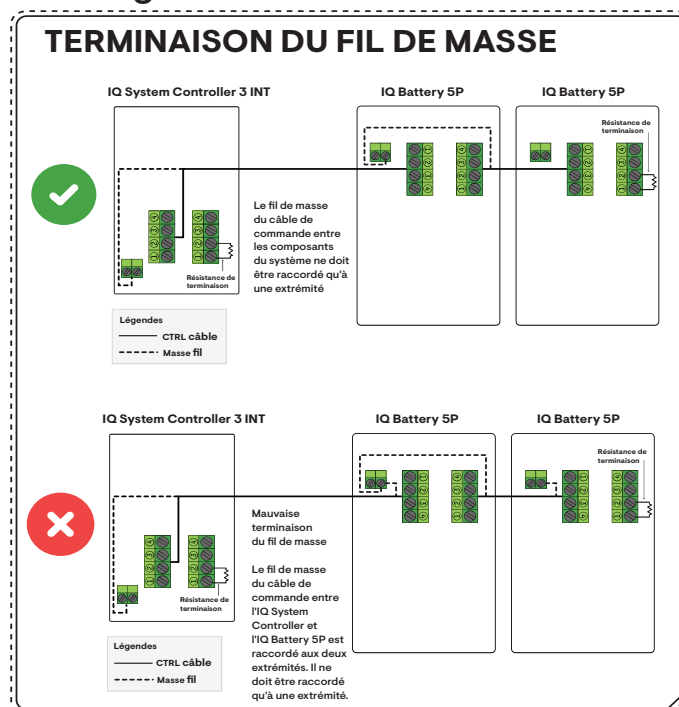 TERMINAISON DU FIL DE MASSE
IQ System Controller 3 INT
IQ Battery 5P
IQ Battery 5P
Résistance de
terminaison
Le fil de masse
du câble de
commande entre
les composants
du système ne doit
être raccordé qu'à
une extrémité
Résistance de
terminaison
Légendes
CTRL câble
Masse fil
IQ System Controller 3 INT
IQ Battery 5P
IQ Battery 5P
Résistance de
terminaison
Mauvaise
terminaison
du fil de masse
Le fil de masse
du câble de
commande entre
l'IQ System
Controller et
l'IQ Battery 5P est
raccordé aux deux
extrémités. Il ne
doit être raccordé
qu'à une extrémité.
Résistance de
terminaison
Légendes
CTRL câble
Masse fil